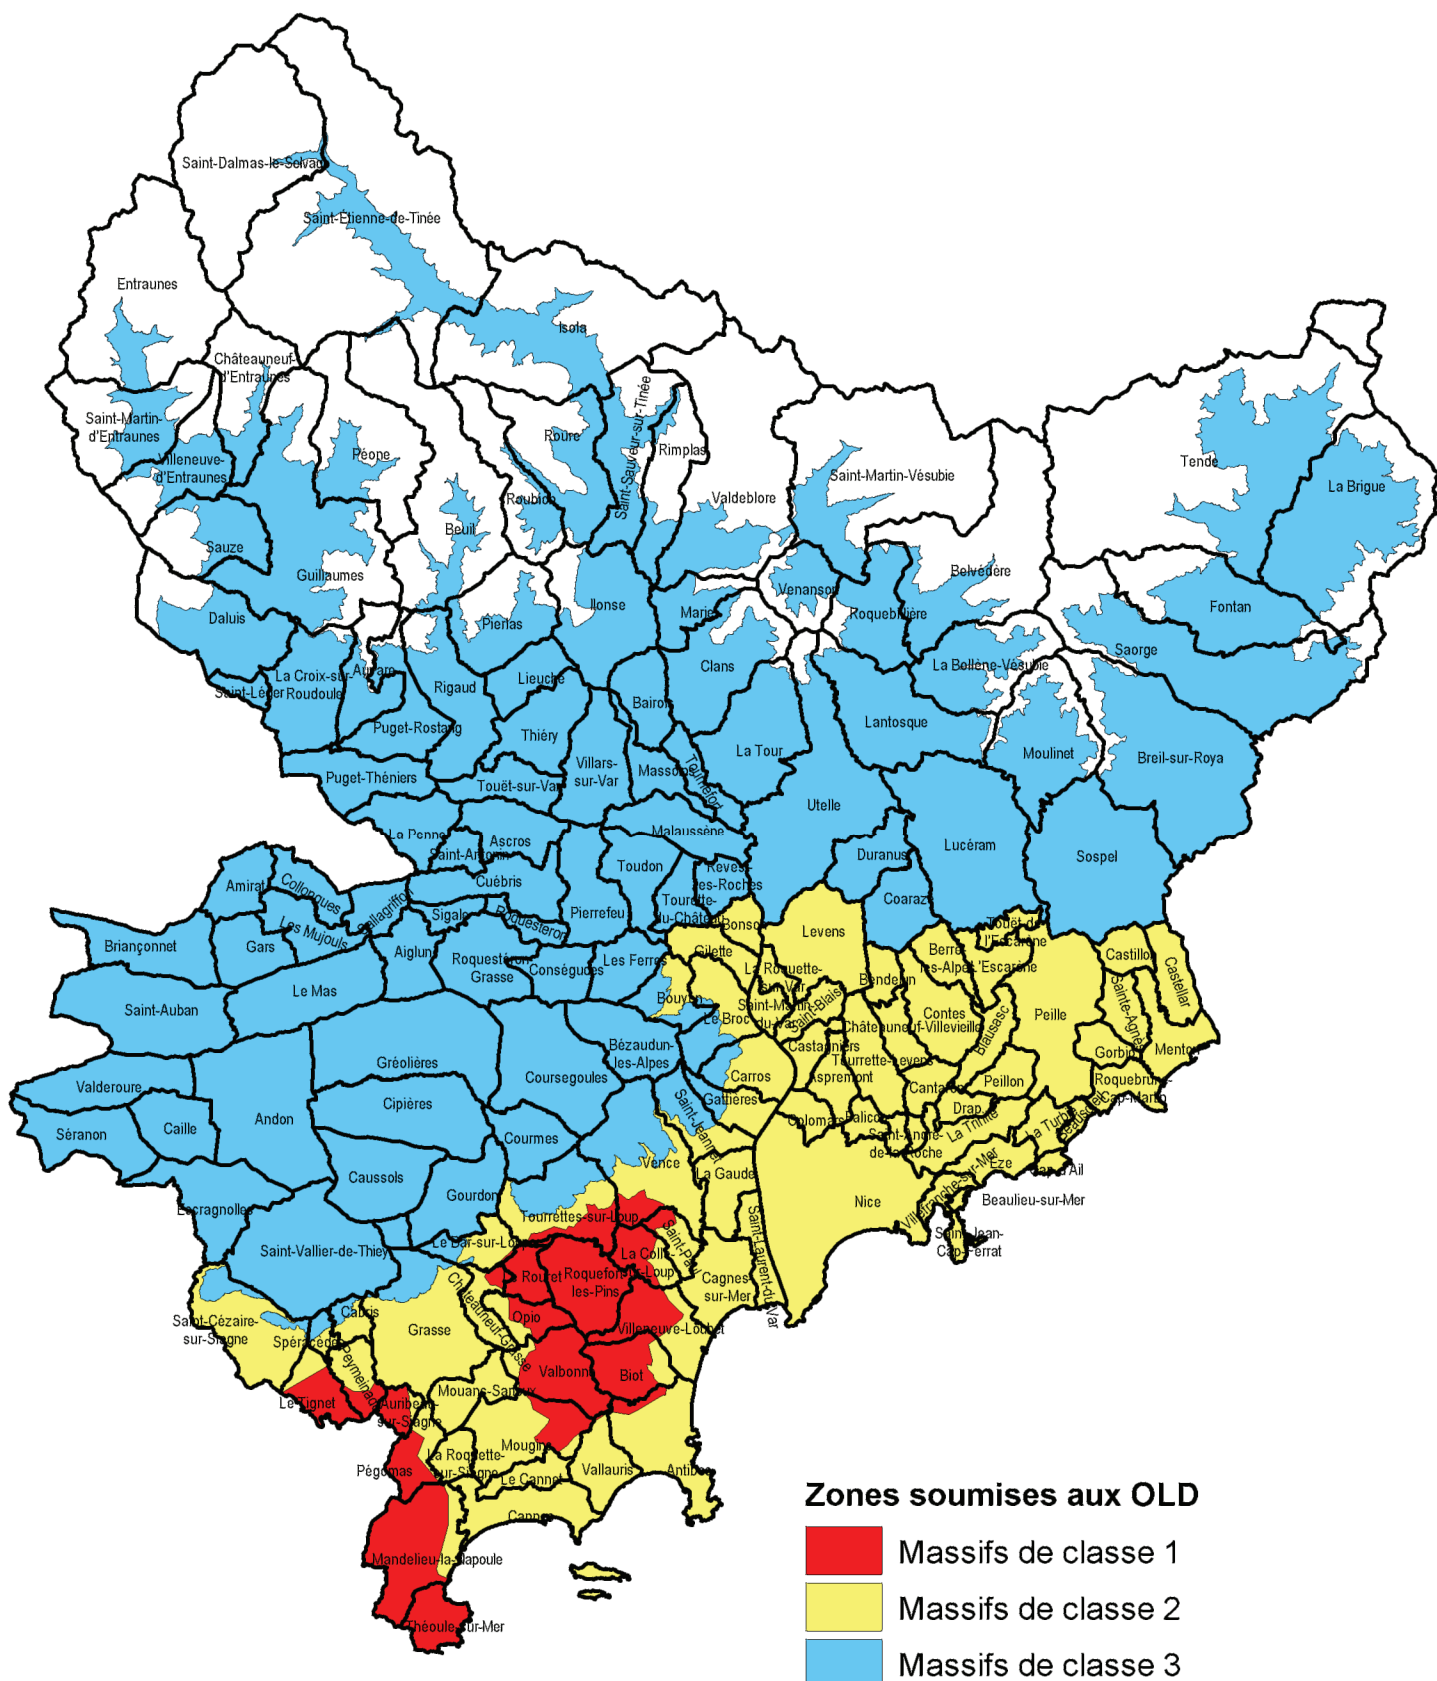 Saint-Dalmas-le-Selvage
Saint-Étienne-de-Tinée
Entraunes
Isola
Châteauneuf-
d'Entraunes
Saint-Martin-
d'Entraunes
Villeneuve-
d'Entraunes
Péone
Roure
Saint-Sauveur-sur-Tinée
Rimplas
Valdeblore
Saint-Martin-Vésubie
Tende
La Brigue
Roubion
Beuil
Sauze
Guillaumes
Daluis
Ilonse
Marie
Venanson
Roquebillière
Belvédère
Fontan
Pierlas
Saorge
La Bollène-Vésubie
Clans
Auvare
La Croix-sur-
Roudoule
Saint-Léger
Rigaud
Lieuche
Bairols
Lantosque
Puget-Rostang
Thiéry
La Tour
Moulinet
Breil-sur-Roya
Puget-Théniers
Touët-sur-Var
Villars-
sur-Var
Massoins
Tournefort
Utelle
Malaussène
La Penne
Saint-Antonin
Ascros
Toudon
Revest-
les-Roches
Duranus
Lucéram
Sospel
Amirat
Collongues
Sallagriffon
Cuébris
Tourette-
du-Château
Coaraze
Briançonnet
Gars
Les Mujouls
Aiglun
Sigale
Roquesteron
Pierrefeu
Bonson
Levens
Touët-de-
l'Escarène
Gilette
Berre-
les-Alpes
L'Escarène
Castillon
Castellar
Roquestéron-
Grasse
Conségudes
Les Ferres
La Roquette-
sur-Var
Bendejun
Le Mas
Saint-Auban
Bouyon
Saint-Martin-
du-Var
Saint-Blaise
Contes
Peille
Sainte-Agnès
Le Broc
Châteauneuf-Villevieille
Blausasc
Gréolières
Bézaudun-
les-Alpes
Castagniers
Tourrette-Levens
Gorbio
Menton
Valderoure
Coursegoules
Carros
Aspremont
Cantaron
Peillon
Roquebrune-
Cap-Martin
Andon
Cipières
Gattières
Colomars
Falicon
Drap
Séranon
Caille
Courmes
Saint-Jeannet
Saint-André-
de-la-Roche
La Trinité
La Turbie
Beausoleil
Caussols
Vence
La Gaude
Eze
Cap-d'Ail
Escragnolles
Gourdon
Nice
Villefranche-sur-Mer
Beaulieu-sur-Mer
Tourrettes-sur-Loup
Saint-Jean-
Cap-Ferrat
Saint-Vallier-de-Thiey
Le Bar-sur-Loup
La Colle-
sur-Loup
Saint-Paul
Saint-Laurent-du-Var
Le Rouret
Roquefort-
les-Pins
Cagnes-
sur-Mer
Cabris
Châteauneuf-Grasse
Opio
Saint-Cézaire-
sur-Siagne
Spéracèdes
Grasse
Villeneuve-Loubet
Peymeinade
Valbonne
Biot
Le Tignet
Auribeau-
sur-Siagne
Mouans-Sartoux
Pégomas
La Roquette-
sur-Siagne
Mougins
Le Cannet
Vallauris
Antibes
Cannes
Mandelieu-la-Napoule
Théoule-sur-Mer
Zones soumises aux OLD
Massifs de classe 1
Massifs de classe 2
Massifs de classe 3